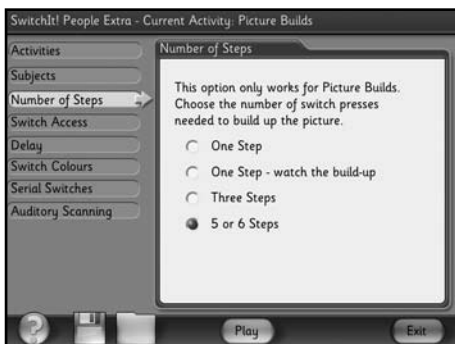 SwitchIt! People Extra - Current Activity: Picture Builds
Activities
Subjects
Number of Steps
Switch Access
Delay
Switch Colours
Serial Switches
Auditory Scanning
Number of Steps
This option only works for Picture Builds.
Choose the number of switch presses
needed to build up the picture.
One Step
One Step - watch the build-up
Three Steps
5 or 6 Steps
?
Play
Exit